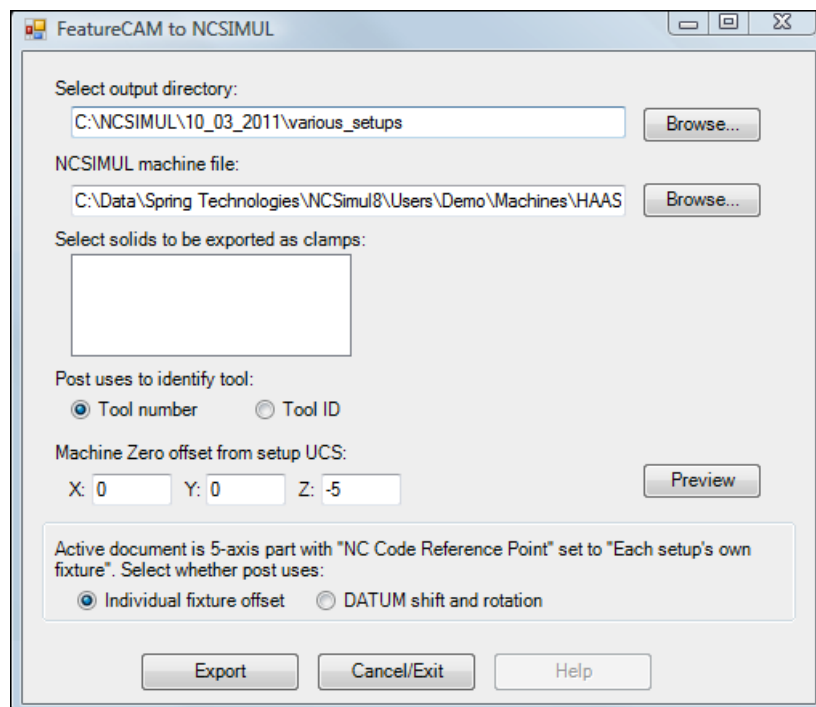 FeatureCAM to NCSIMUL
Select output directory:
C:\NCSIMUL\10_03_2011\various_setups
Browse...
NCSIMUL machine file:
C:\Data\Spring Technologies\NCSimul8\Users\Demo\Machines\HAAS
Browse...
Select solids to be exported as clamps:
Post uses to identify tool:
Tool number Tool ID
Machine Zero offset from setup UCS:
X: 0 Y: 0 Z: -5
Preview
Active document is 5-axis part with "NC Code Reference Point" set to "Each setup's own
fixture". Select whether post uses:
Individual fixture offset DATUM shift and rotation
Export Cancel/Exit Help